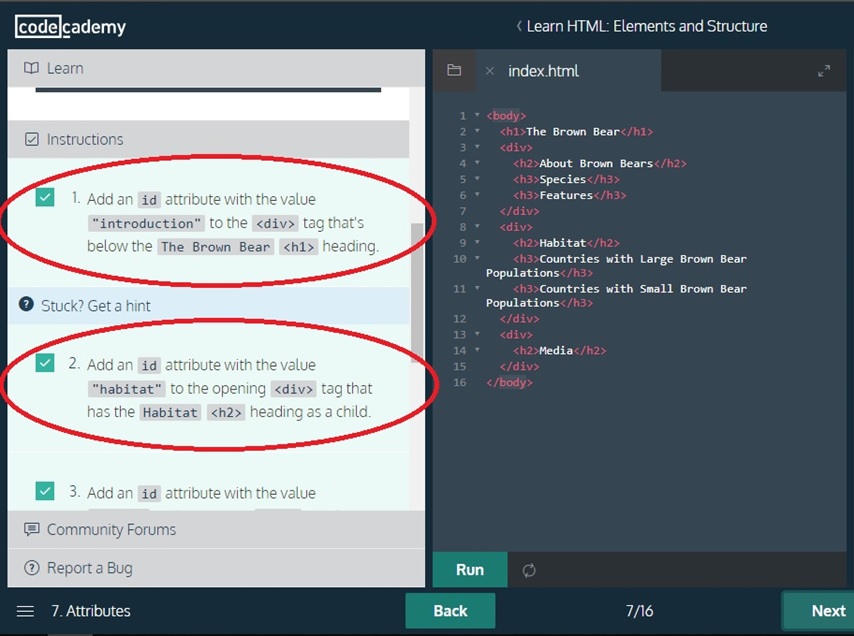 codecademy
Learn HTML: Elements and Structure
Learn
Instructions
1. Add an id attribute with the value
"introduction" to the <div> tag that's
below the The Brown Bear <h1> heading.
? Stuck? Get a hint
2. Add an id attribute with the value
"habitat" to the opening <div> tag that
has the Habitat <h2> heading as a child.
3. Add an id attribute with the value
Community Forums
? Report a Bug
× index.html
1 <body>
2 <h1>The Brown Bear</h1>
3 <div>
4 <h2>About Brown Bears</h2>
5 <h3>Species</h3>
6 <h3>Features</h3>
7 </div>
8 <div>
9 <h2>Habitat</h2>
10 <h3>Countries with Large Brown Bear
Populations</h3>
11 <h3>Countries with Small Brown Bear
Populations</h3>
12 </div>
13 <div>
14 <h2>Media</h2>
15 </div>
16 </body>
Run
7. Attributes
Back
7/16
Next